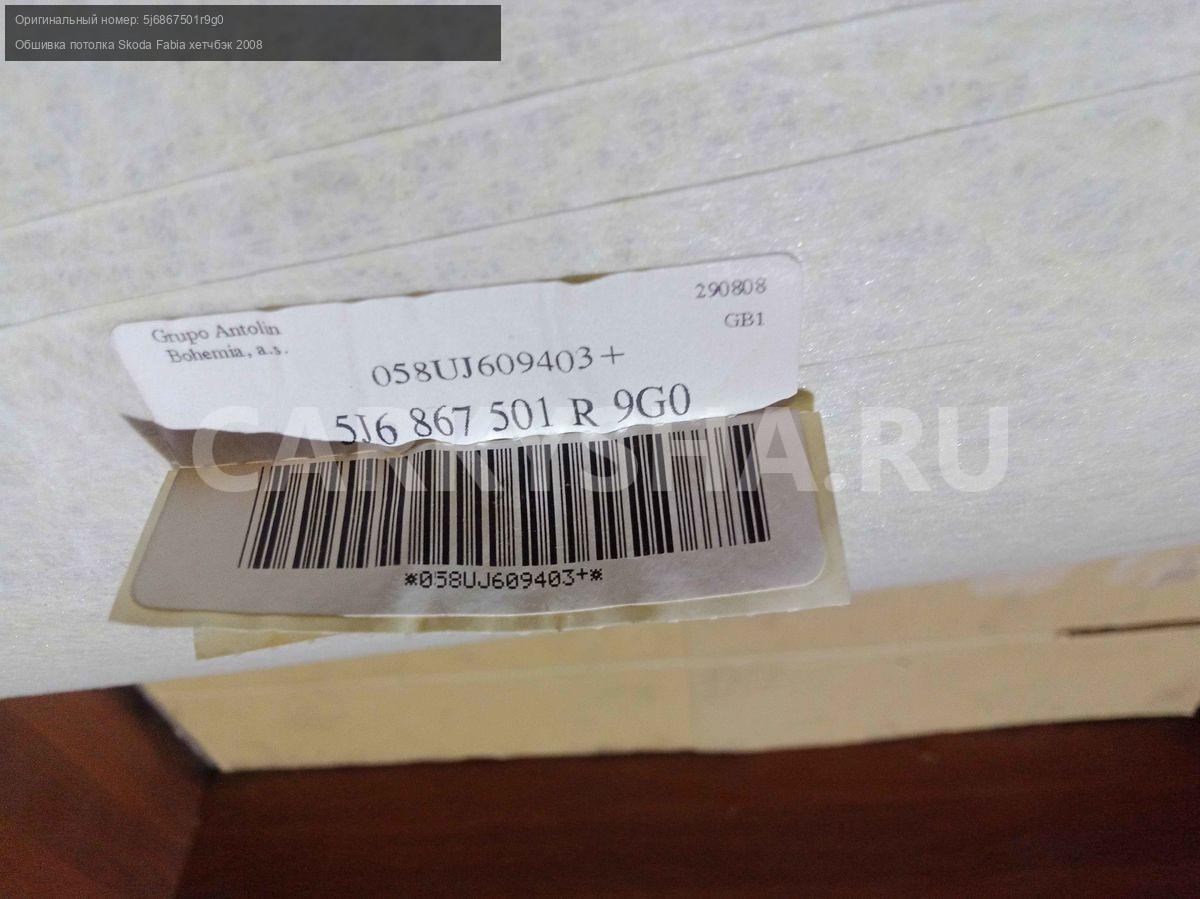 Оригинальный номер: 5j6867501r9g0
Обшивка потолка Skoda Fabia хетчбэк 2008
290808
Grupo Antolin
GB1
Bohemia, a.s.
058UJ609403+
5J6 867 501 R 9G0
CARKYSHA.RU
*058UJ609403+*